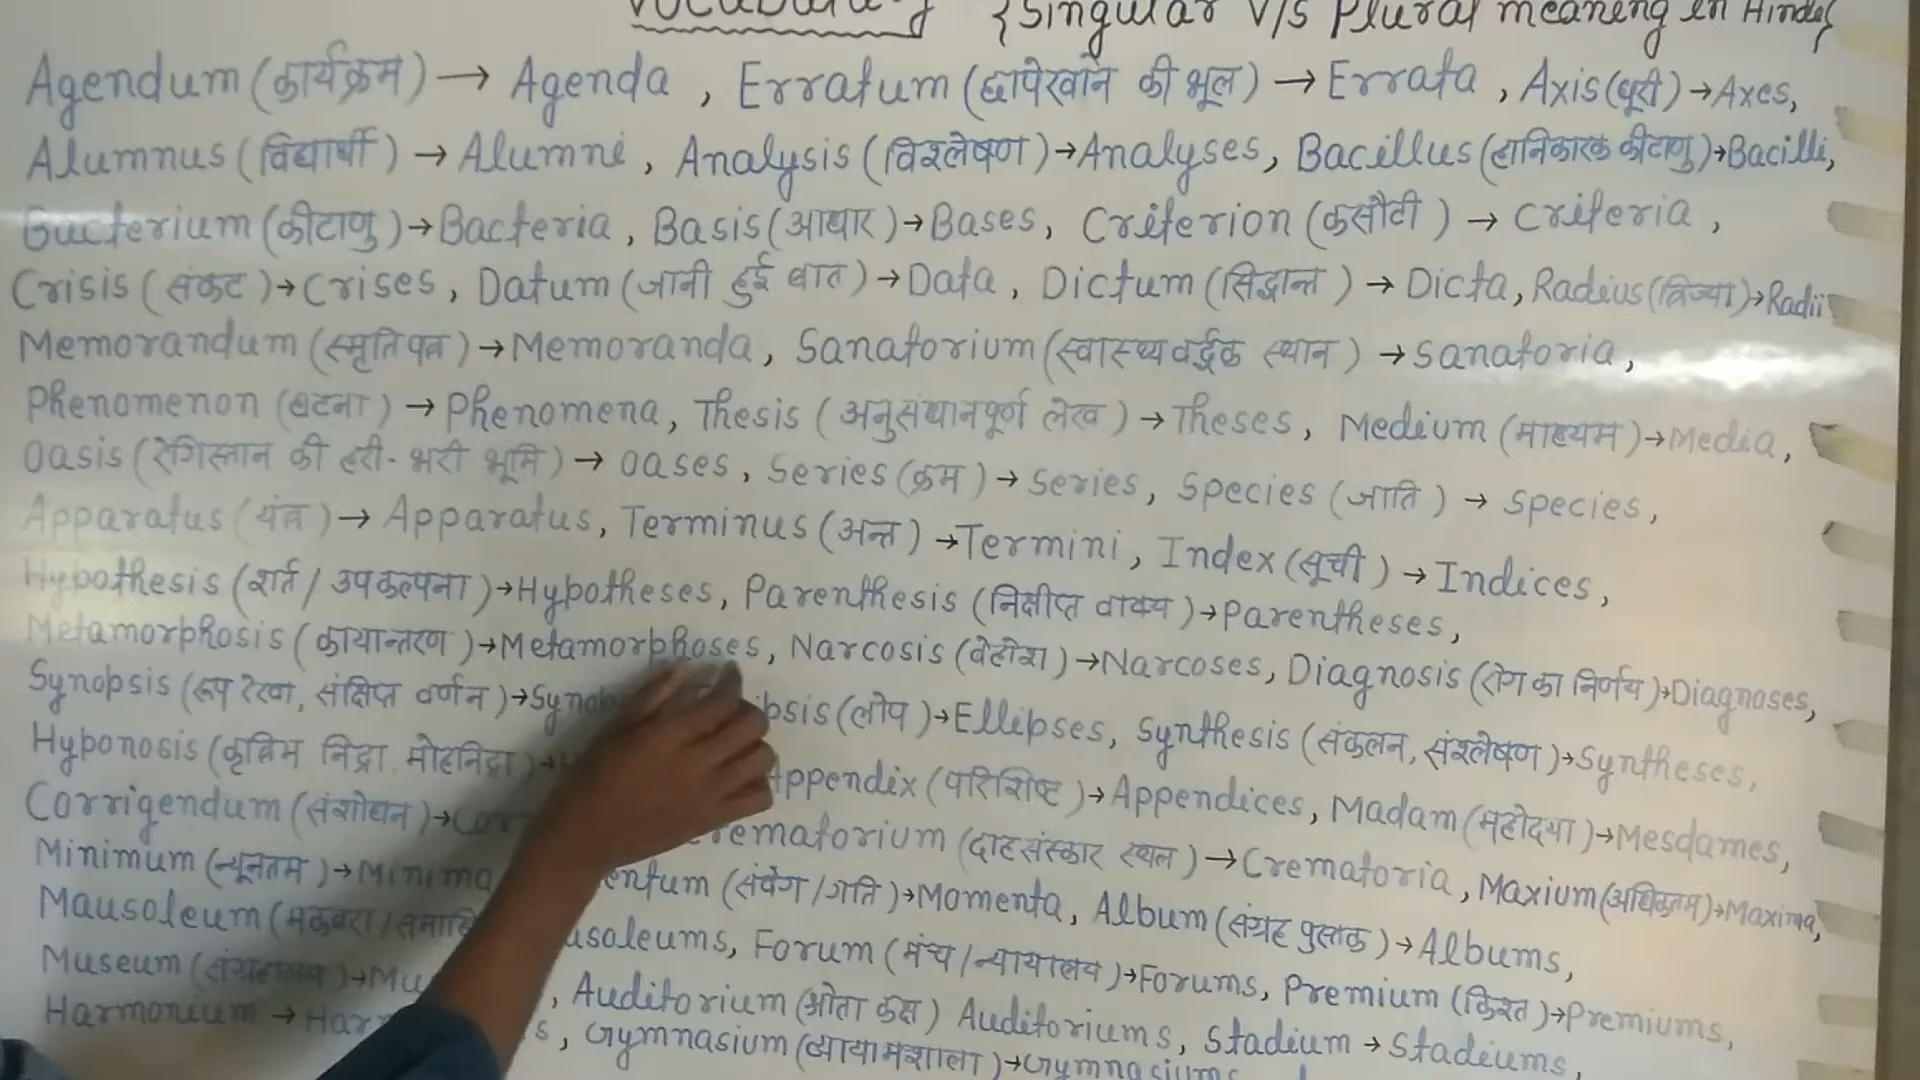 Vocabulary {Singular V/s Plural meaning in Hindi}
Agendum (कार्यक्रम) → Agenda , Erratum (छापेखाने की भूल) → Errata , Axis (धूरी) → Axes,
Alumnus (विद्यार्थी) → Alumni , Analysis (विश्लेषण) → Analyses, Bacillus (हानिकारक कीटाणु) → Bacilli,
Bacterium (कीटाणु) → Bacteria , Basis (आधार) → Bases, Criterion (कसौटी) → Criteria ,
Crisis (संकट) → Crises , Datum (जानी हुई बात) → Data , Dictum (सिद्धान्त) → Dicta, Radius (त्रिज्या) → Radii
Memorandum (स्मृतिपत्र) → Memoranda, Sanatorium (स्वास्थ्यवर्द्धक स्थान) → Sanatoria,
Phenomenon (घटना) → Phenomena, Thesis (अनुसंधानपूर्ण लेख) → Theses, Medium (माध्यम) → Media,
Oasis (रेगिस्तान की हरी-भरी भूमि) → Oases, Series (क्रम) → Series, Species (जाति) → Species,
Apparatus (यंत्र) → Apparatus, Terminus (अन्त) → Termini, Index (सूची) → Indices,
Hypothesis (शर्त / उपकल्पना) → Hypotheses, Parenthesis (निक्षीप्त वाक्य) → Parentheses,
Metamorphosis (कायान्तरण) → Metamorphoses, Narcosis (बेहोश) → Narcoses, Diagnosis (रोग का निर्णय) → Diagnoses,
Synopsis (रूप रेखा, संक्षिप्त वर्णन) → (लोप) → Ellipses, Synthesis (संकलन, संश्लेषण) → Syntheses,
Hyponosis (कृत्रिम निद्रा, मोहनिद्रा) → Appendix (परिशिष्ट) → Appendices, Madam (महोदया) → Mesdames,
Corrigendum (संशोधन) → (दाहसंस्कार स्थल) → Crematoria, Maxium (अधिकतम) → Maxima,
Minimum (न्यूनतम) → Minima (संवेग / गति) → Momenta, Album (संग्रह पुस्तक) → Albums,
Mausoleum (मकबरा / Forum (मंच / न्यायालय) → Forums, Premium (किश्त) → Premiums,
Museum (संग्रहालय) → , Auditorium (श्रोता कक्ष) Auditoriums, Stadium → Stadiums,
Harmonium → , Gymnasium (व्यायामशाला) → Gymnasiums